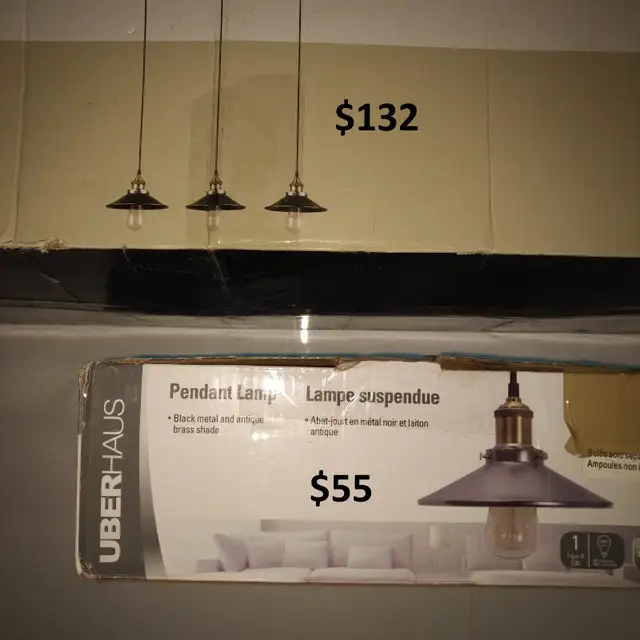 $132
UBERHAUS
Pendant Lamp
• Black metal and antique
brass shade
Lampe suspendue
• Abat-jour en métal noir et laiton
antique
$55
Bulbs sold
Ampoules non
1